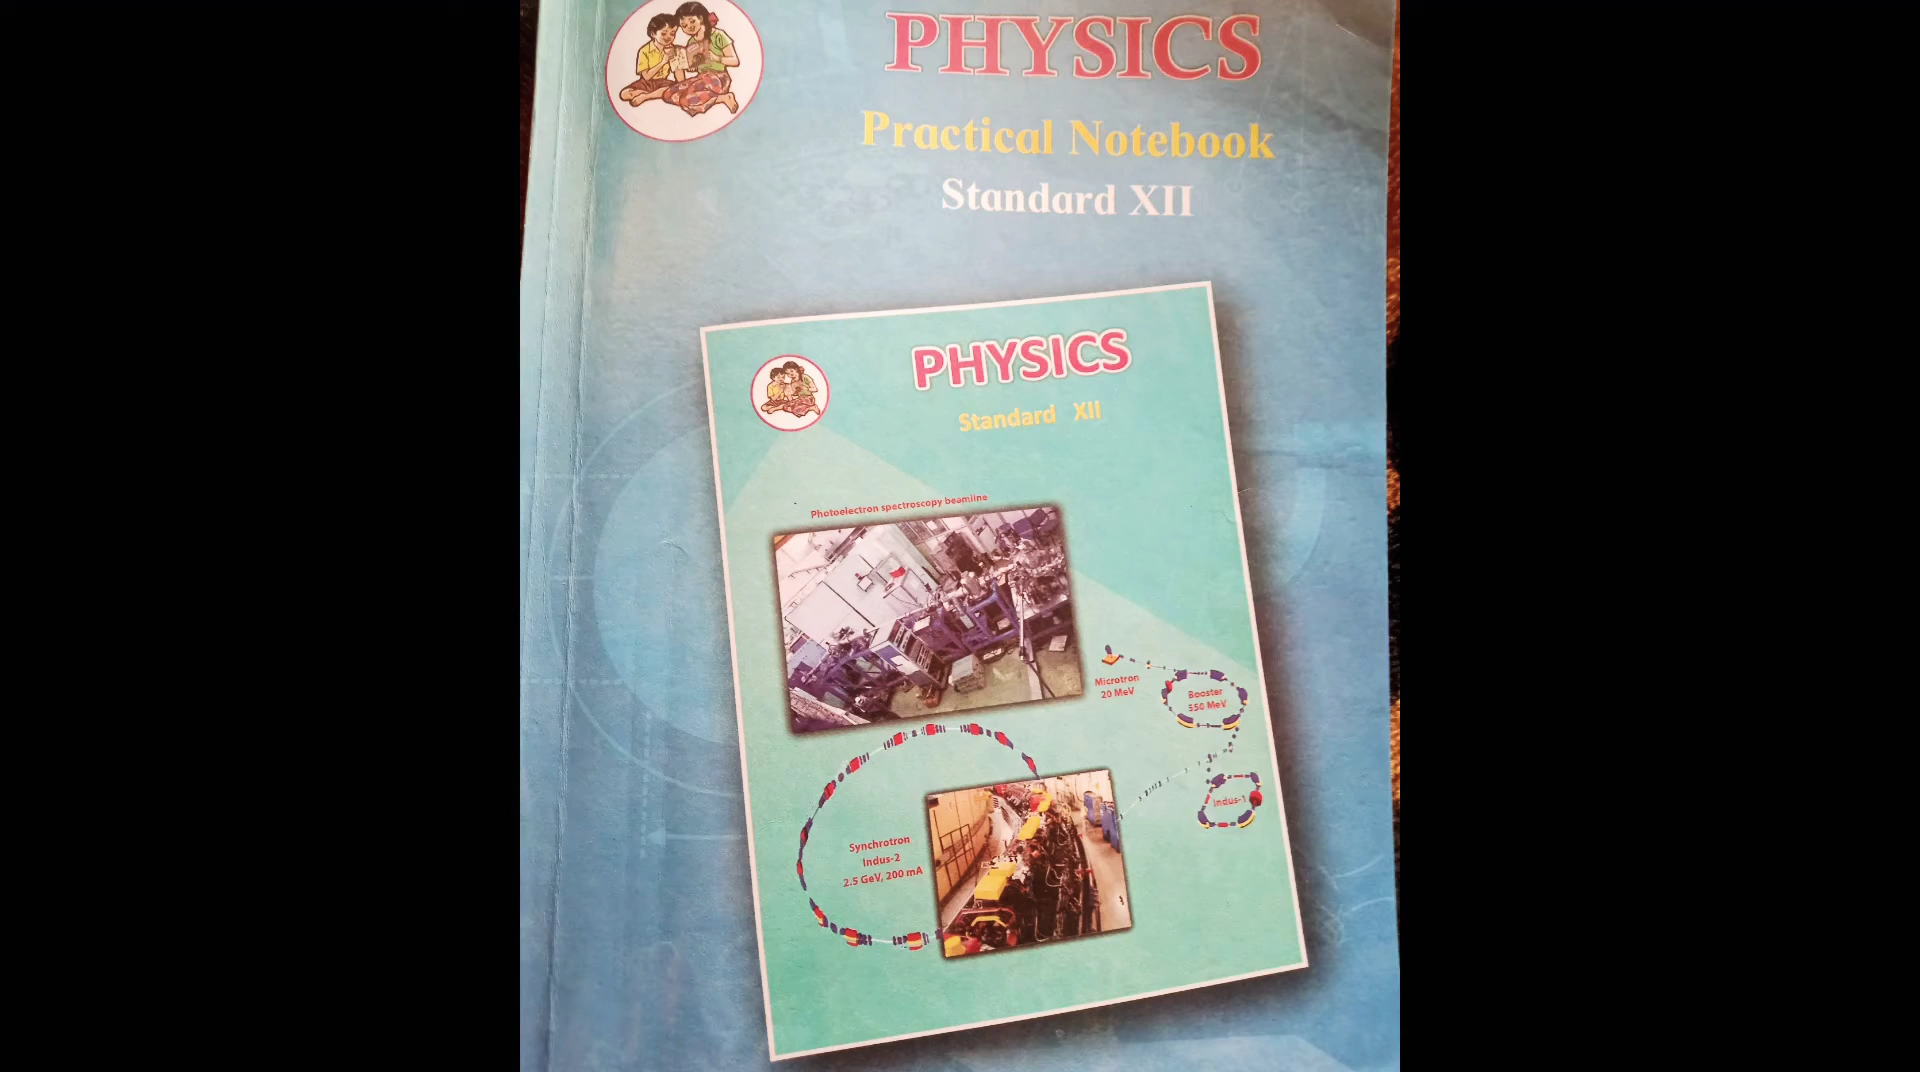 PHYSICS
Practical Notebook
Standard XII
PHYSICS
Standard XII
Photoelectron spectroscopy beamline
Microtron
20 MeV
Booster
550 MeV
Indus-1
Synchrotron
Indus-2
2.5 GeV, 200 mA